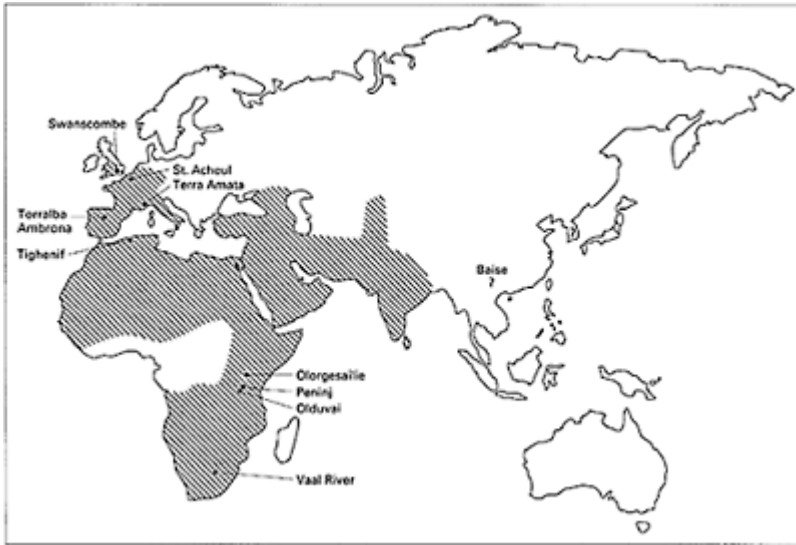 Swanscombe
St. Acheul
Terra Amata
Torralba
Ambrona
Tighenif
Baise
?
Olorgesailie
Peninj
Olduvai
Vaal River